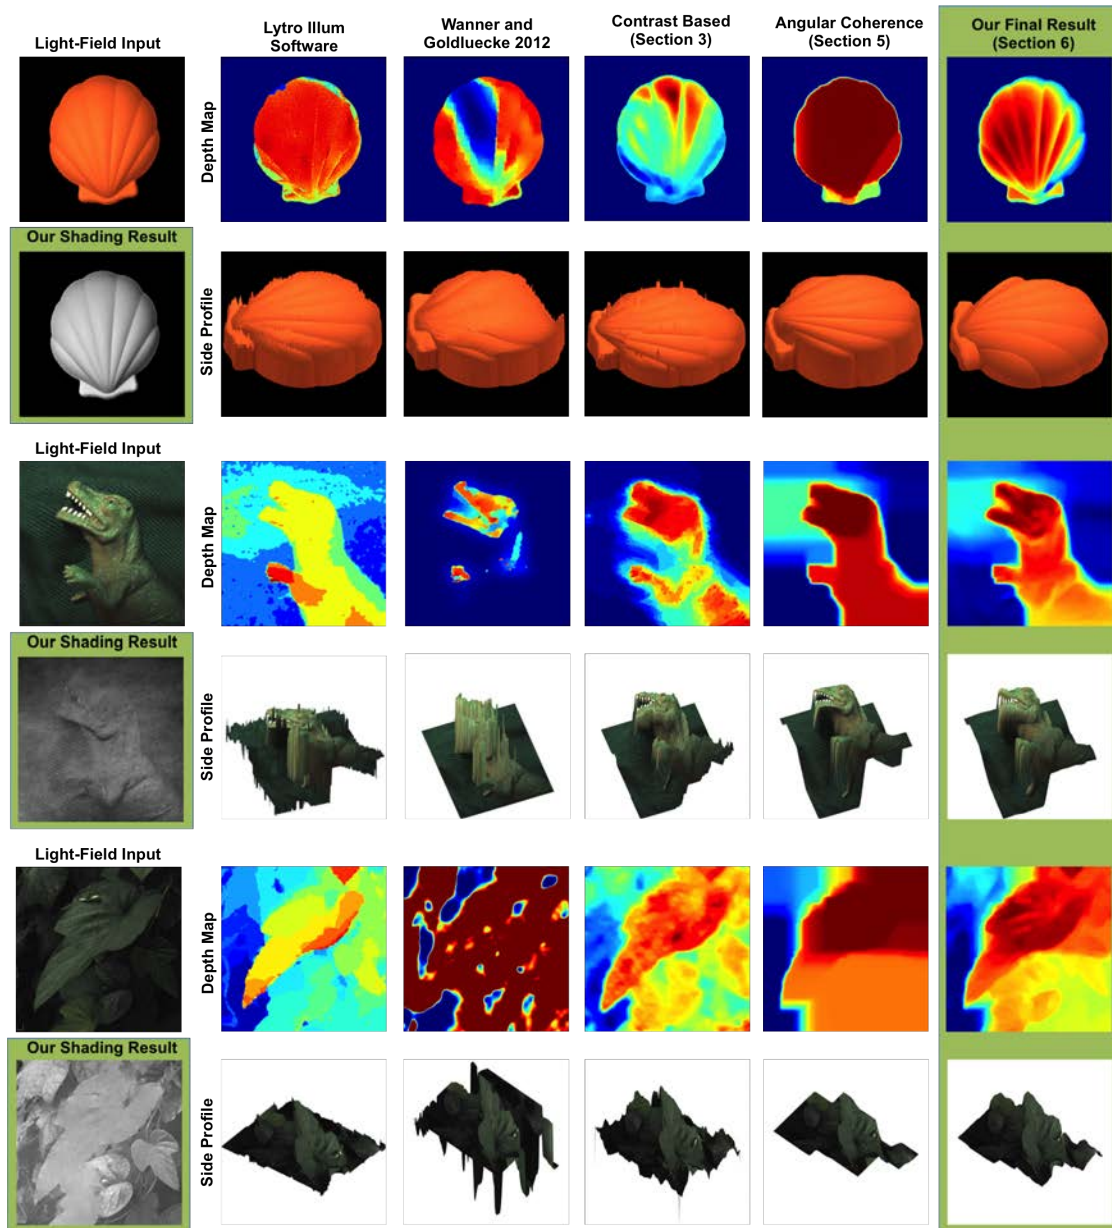 Light-Field Input
Lytro Illum
Software
Wanner and
Goldluecke 2012
Contrast Based
(Section 3)
Angular Coherence
(Section 5)
Our Final Result
(Section 6)
Depth Map
Our Shading Result
Side Profile
Light-Field Input
Depth Map
Our Shading Result
Side Profile
Light-Field Input
Depth Map
Our Shading Result
Side Profile